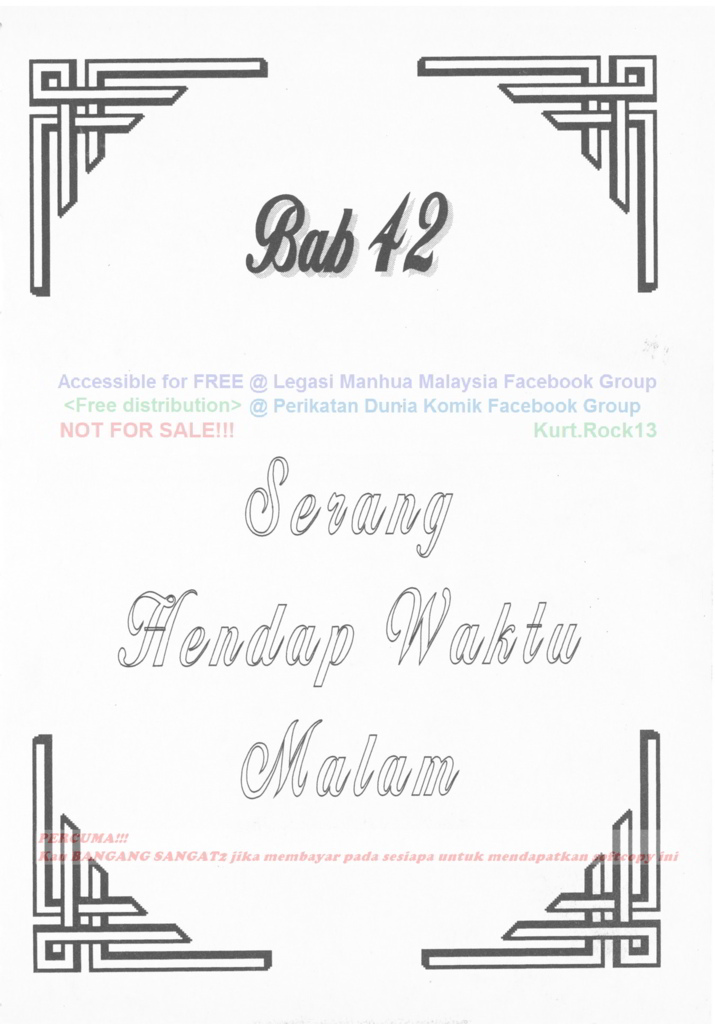 Bab 42
Accessible for FREE @ Legasi Manhua Malaysia Facebook Group
<Free distribution> @ Perikatan Dunia Komik Facebook Group
NOT FOR SALE!!! Kurt.Rock13
Serang
Hendap Waktu
Malam
PERCUMA!!!
Kau BANGANG SANGAT2 jika membayar pada sesiapa untuk mendapatkan softcopy ini